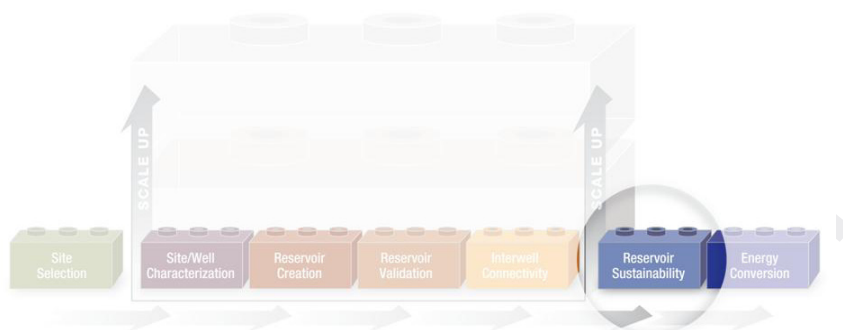 SCALE UP
SCALE UP
Site
Selection
Site/Well
Characterization
Reservoir
Creation
Reservoir
Validation
Interwell
Connectivity
Reservoir
Sustainability
Energy
Conversion